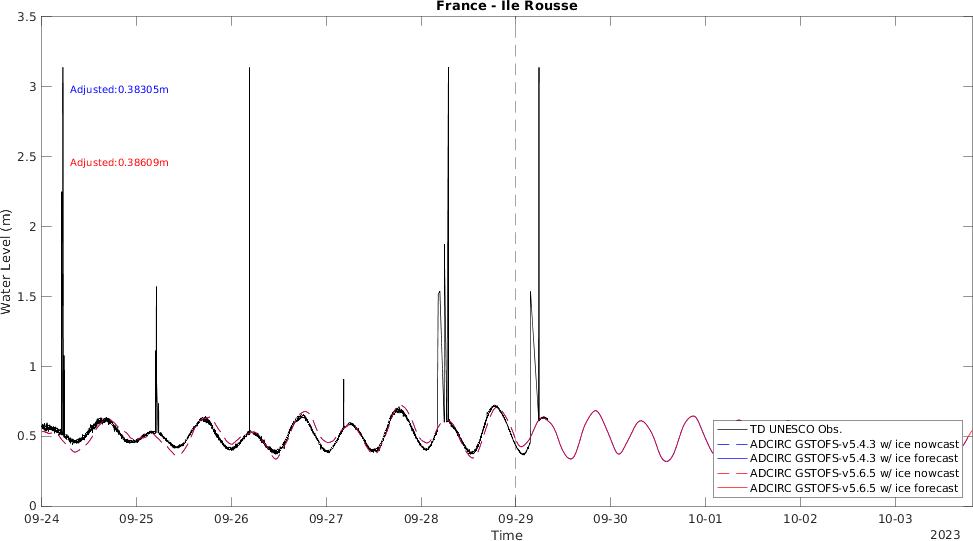 France - Ile Rousse
3.5
3
2.5
2
1.5
1
0.5
0
Water Level (m)
Adjusted:0.38305m
Adjusted:0.38609m
TD UNESCO Obs.
ADCIRC GSTOFS-v5.4.3 w/ ice nowcast
ADCIRC GSTOFS-v5.4.3 w/ ice forecast
ADCIRC GSTOFS-v5.6.5 w/ ice nowcast
ADCIRC GSTOFS-v5.6.5 w/ ice forecast
09-24 09-25 09-26 09-27 09-28 09-29 09-30 10-01 10-02 10-03
Time
2023